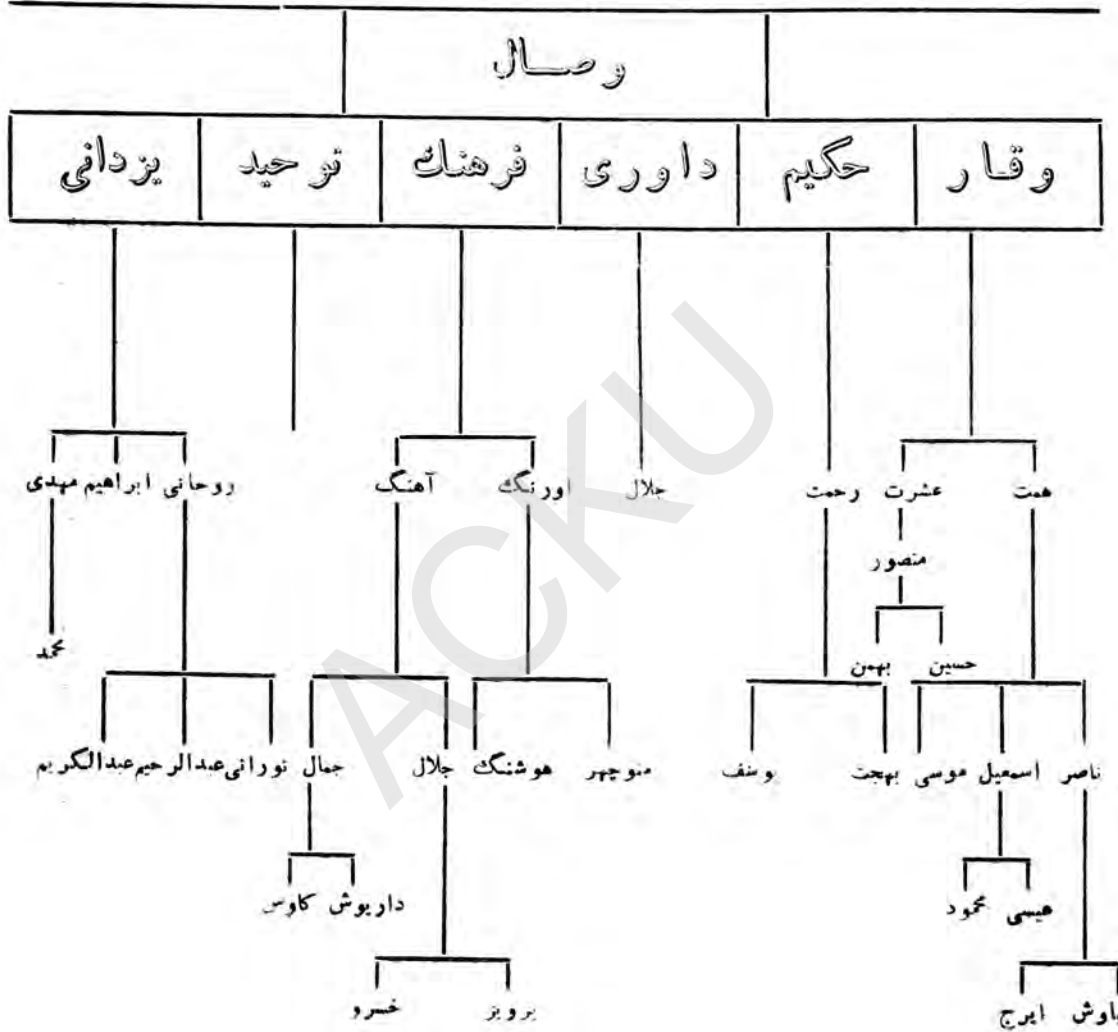 وصال
وقار حکیم داوری فرهنك توحید یزدانی
همت عشرت رحمت جلال اورنگ آهنگ روحانی ابراهیم مهدی
منصور
حسین بهمن محمد
ناصر اسمعیل موسی بهجت یوسف منوچهر هوشنگ جلال جمال نورانی عبدالرحیم عبدالکریم
عیسی محمود داریوش کاوس
ایرج پرویز خسرو
ACKU